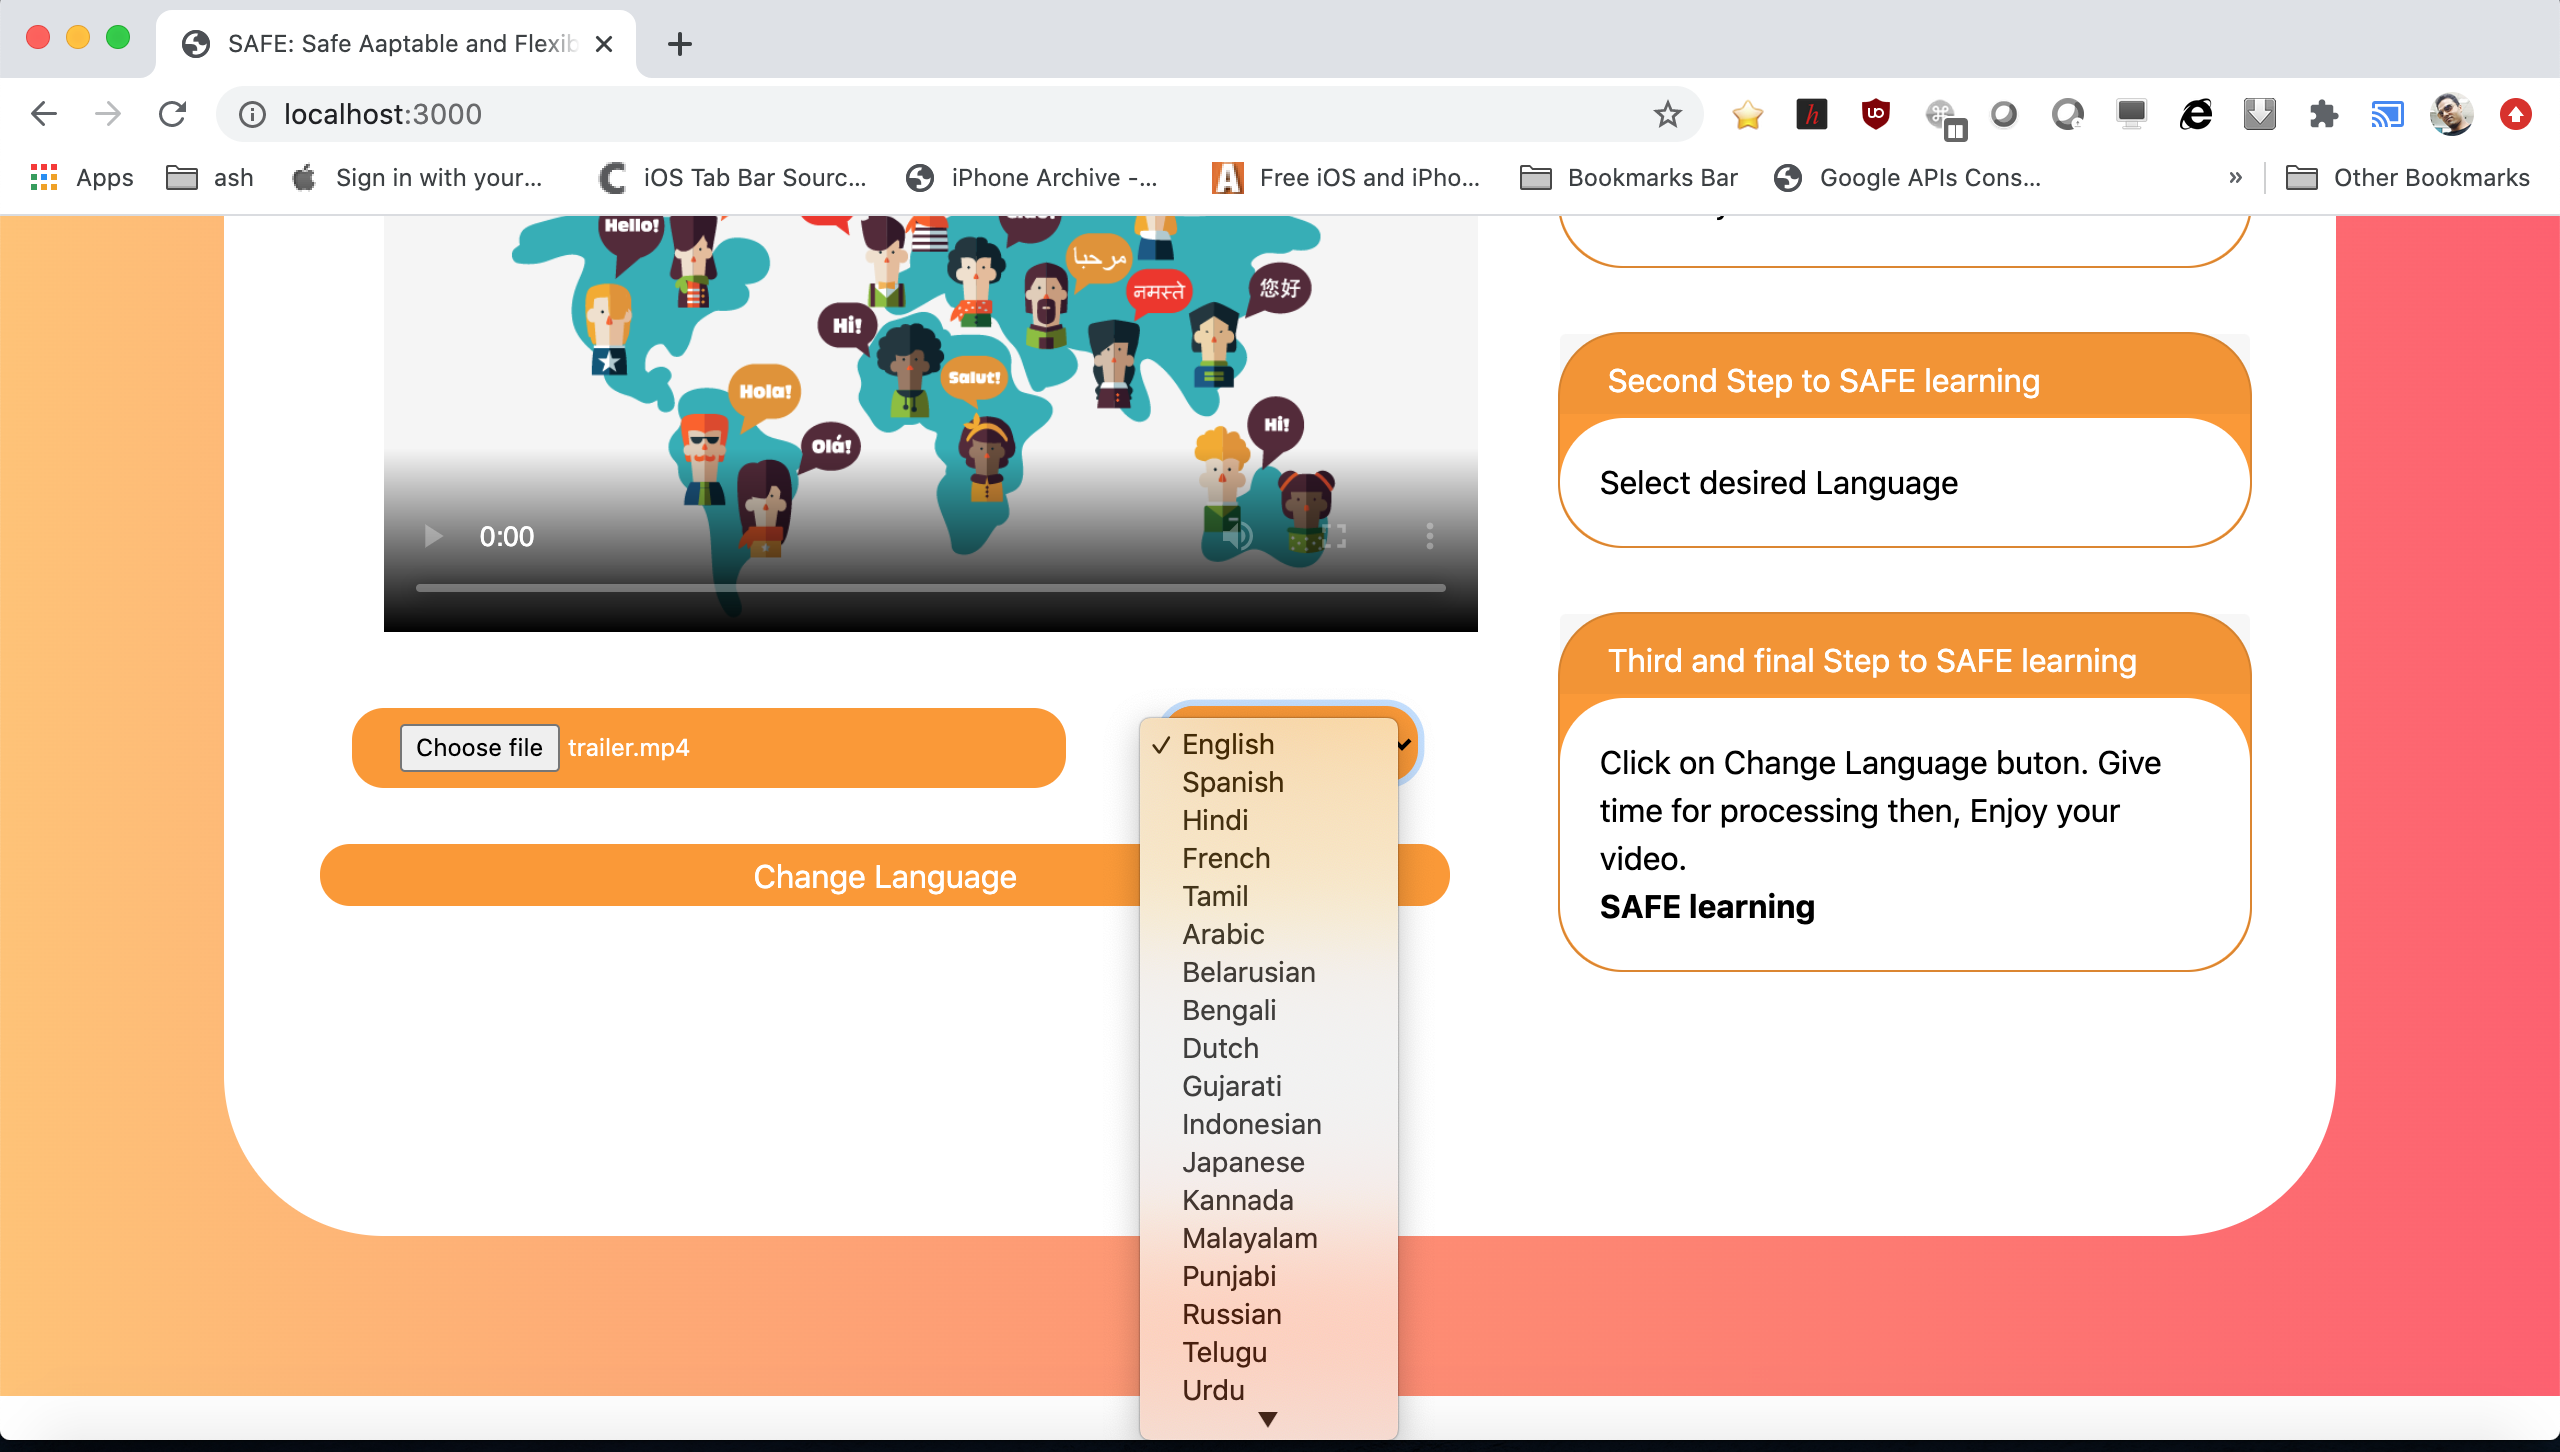 SAFE: Safe Aaptable and Flexib
localhost:3000
Apps
ash
Sign in with your...
iOS Tab Bar Sourc...
iPhone Archive -...
Free iOS and iPho...
Bookmarks Bar
Google APIs Cons...
»
Other Bookmarks
Hello!
مرحبا
नमस्ते
您好
Hi!
Salut!
Hola!
Olá!
Hi!
0:00
Choose file trailer.mp4
Change Language
✓ English
Spanish
Hindi
French
Tamil
Arabic
Belarusian
Bengali
Dutch
Gujarati
Indonesian
Japanese
Kannada
Malayalam
Punjabi
Russian
Telugu
Urdu
Second Step to SAFE learning
Select desired Language
Third and final Step to SAFE learning
Click on Change Language buton. Give
time for processing then, Enjoy your
video.
SAFE learning